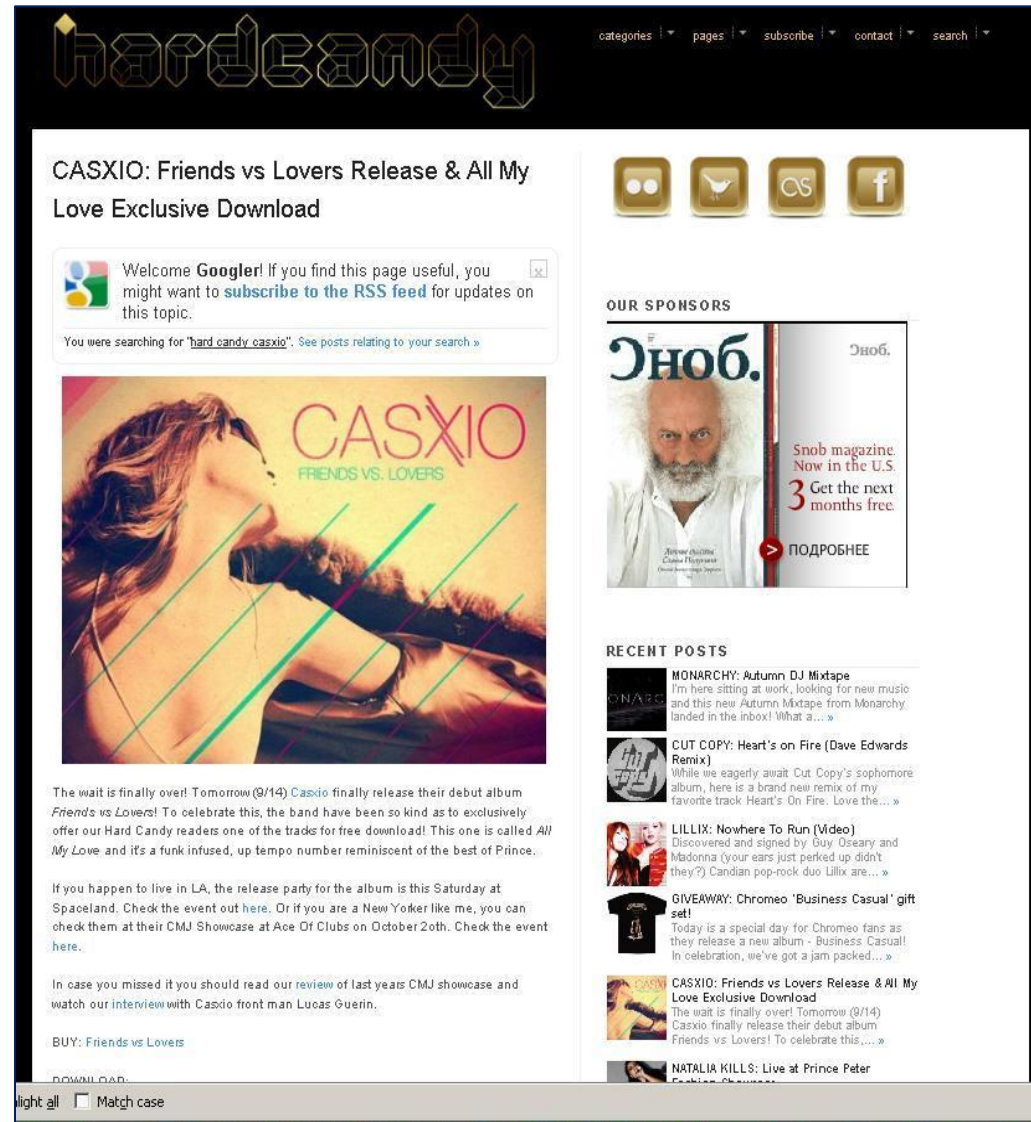 hardcandy
categories pages subscribe contact search
CASXIO: Friends vs Lovers Release & All My
Love Exclusive Download
Welcome Googler! If you find this page useful, you
might want to subscribe to the RSS feed for updates on
this topic.
You were searching for "hard candy casxio". See posts relating to your search »
CASXIO
FRIENDS VS. LOVERS
The wait is finally over! Tomorrow (9/14) Casxio finally release their debut album
Friends vs Lovers! To celebrate this, the band have been so kind as to exclusively
offer our Hard Candy readers one of the tracks for free download! This one is called All
My Love and it's a funk infused, up tempo number reminiscent of the best of Prince.
If you happen to live in LA, the release party for the album is this Saturday at
Spaceland. Check the event out here. Or if you are a New Yorker like me, you can
check them at their CMJ Showcase at Ace Of Clubs on October 20th. Check the event
here.
In case you missed it you should read our review of last years CMJ showcase and
watch our interview with Casxio front man Lucas Guerin.
BUY: Friends vs Lovers
DOWNLOAD:
OUR SPONSORS
Сноб.
Сноб.
Snob magazine.
Now in the U.S.
3 Get the next
months free.
> ПОДРОБНЕЕ
RECENT POSTS
MONARCHY: Autumn DJ Mixtape
I'm here sitting at work, looking for new music
and this new Autumn Mixtape from Monarchy
landed in the inbox! What a... »
CUT COPY: Heart's on Fire (Dave Edwards
Remix)
While we eagerly await Cut Copy's sophomore
album, here is a brand new remix of my
favorite track Heart's On Fire. Love the... »
LILLIX: Nowhere To Run (Video)
Discovered and signed by Guy Oseary and
Madonna (your ears just perked up didn't
they?) Candian pop-rock duo Lillix are... »
GIVEAWAY: Chromeo 'Business Casual' gift
set!
Today is a special day for Chromeo fans as
they release a new album - Business Casual!
In celebration, we've got a jam packed... »
CASXIO: Friends vs Lovers Release & All My
Love Exclusive Download
The wait is finally over! Tomorrow (9/14)
Casxio finally release their debut album
Friends vs Lovers! To celebrate this,... »
NATALIA KILLS: Live at Prince Peter
Fashion Showcase
light all Match case